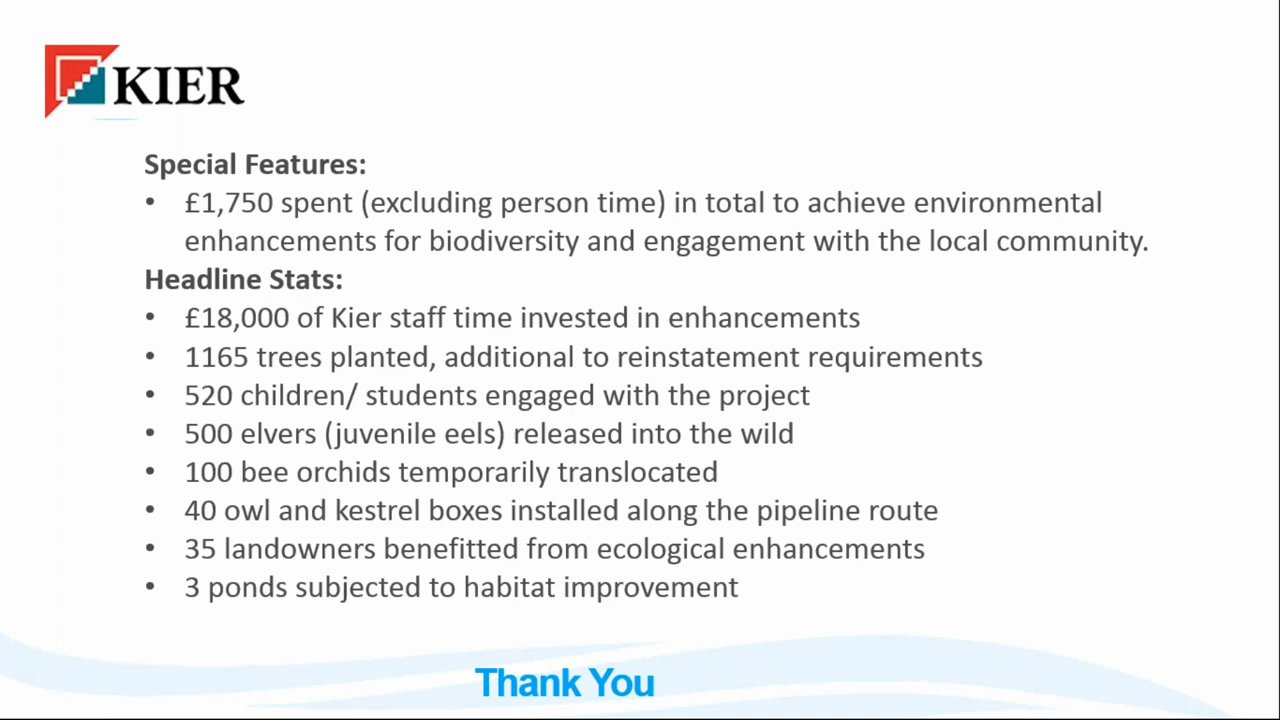 KIER
Special Features:
• £1,750 spent (excluding person time) in total to achieve environmental
enhancements for biodiversity and engagement with the local community.
Headline Stats:
• £18,000 of Kier staff time invested in enhancements
• 1165 trees planted, additional to reinstatement requirements
• 520 children/ students engaged with the project
• 500 elvers (juvenile eels) released into the wild
• 100 bee orchids temporarily translocated
• 40 owl and kestrel boxes installed along the pipeline route
• 35 landowners benefitted from ecological enhancements
• 3 ponds subjected to habitat improvement
Thank You